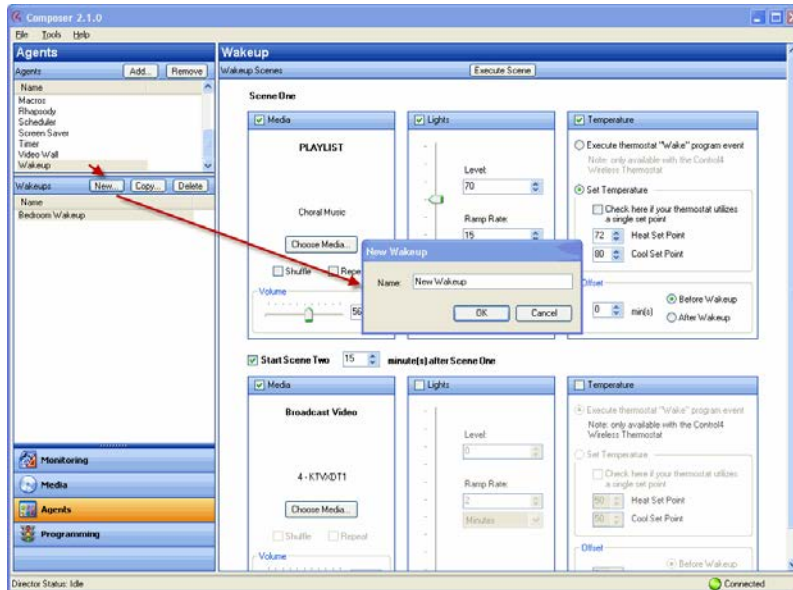 Composer 2.1.0
File Tools Help
Agents
Agents Add... Remove
Name
Macros
Rhapsody
Scheduler
Screen Saver
Timer
Video Wall
Wakeup
Wakeups New... Copy... Delete
Name
Bedroom Wakeup
Monitoring
Media
Agents
Programming
Wakeup
Wakeup Scenes Execute Scene
Scene One
Media
PLAYLIST
Choral Music
Choose Media...
Shuffle Repe
Volume
56
Lights
Level:
70
Ramp Rate:
15
Temperature
Execute thermostat "Wake" program event
Note: only available with the Control4
Wireless Thermostat
Set Temperature
Check here if your thermostat utilizes
a single set point
72 Heat Set Point
80 Cool Set Point
Offset
0 min(s)
Before Wakeup
After Wakeup
New Wakeup
Name: New Wakeup
OK Cancel
Start Scene Two 15 minute(s) after Scene One
Media
Broadcast Video
4 - KTVXDT1
Choose Media...
Shuffle Repeat
Volume
Lights
Level:
0
Ramp Rate:
2
Minutes
Temperature
Execute thermostat "Wake" program event
Note: only available with the Control4
Wireless Thermostat
Set Temperature
Check here if your thermostat utilizes
a single set point
50 Heat Set Point
50 Cool Set Point
Offset
Before Wakeup
Director Status: Idle Connected